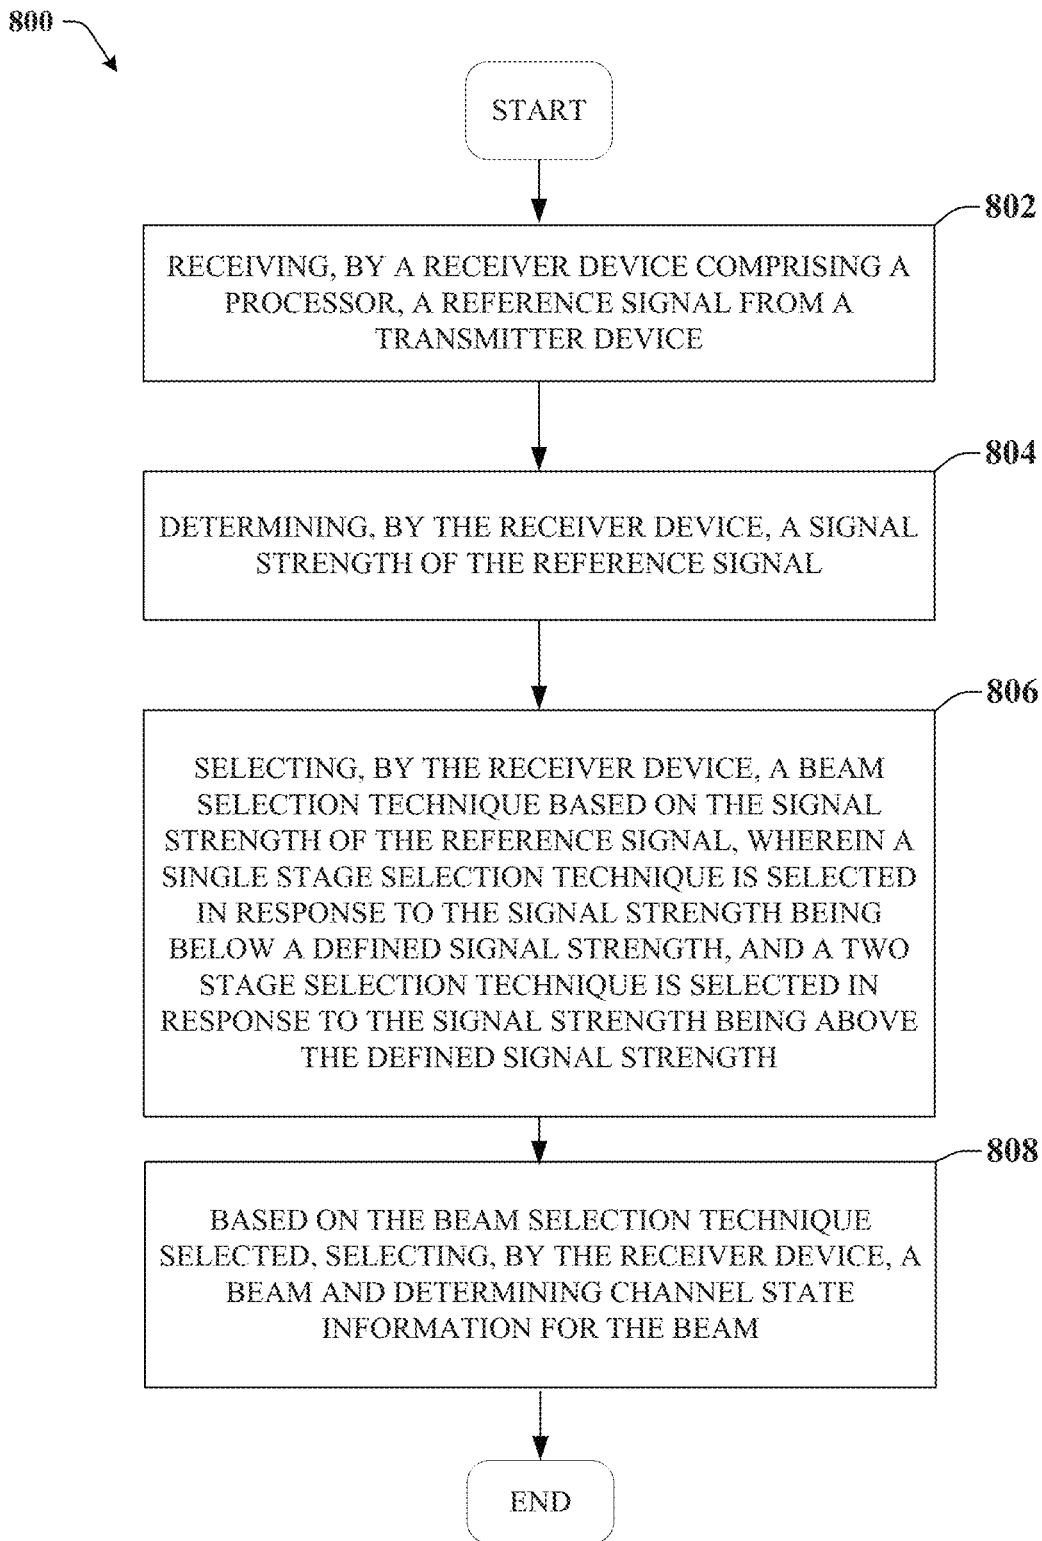 800
START
802
RECEIVING, BY A RECEIVER DEVICE COMPRISING A
PROCESSOR, A REFERENCE SIGNAL FROM A
TRANSMITTER DEVICE
804
DETERMINING, BY THE RECEIVER DEVICE, A SIGNAL
STRENGTH OF THE REFERENCE SIGNAL
806
SELECTING, BY THE RECEIVER DEVICE, A BEAM
SELECTION TECHNIQUE BASED ON THE SIGNAL
STRENGTH OF THE REFERENCE SIGNAL, WHEREIN A
SINGLE STAGE SELECTION TECHNIQUE IS SELECTED
IN RESPONSE TO THE SIGNAL STRENGTH BEING
BELOW A DEFINED SIGNAL STRENGTH, AND A TWO
STAGE SELECTION TECHNIQUE IS SELECTED IN
RESPONSE TO THE SIGNAL STRENGTH BEING ABOVE
THE DEFINED SIGNAL STRENGTH
808
BASED ON THE BEAM SELECTION TECHNIQUE
SELECTED, SELECTING, BY THE RECEIVER DEVICE, A
BEAM AND DETERMINING CHANNEL STATE
INFORMATION FOR THE BEAM
END